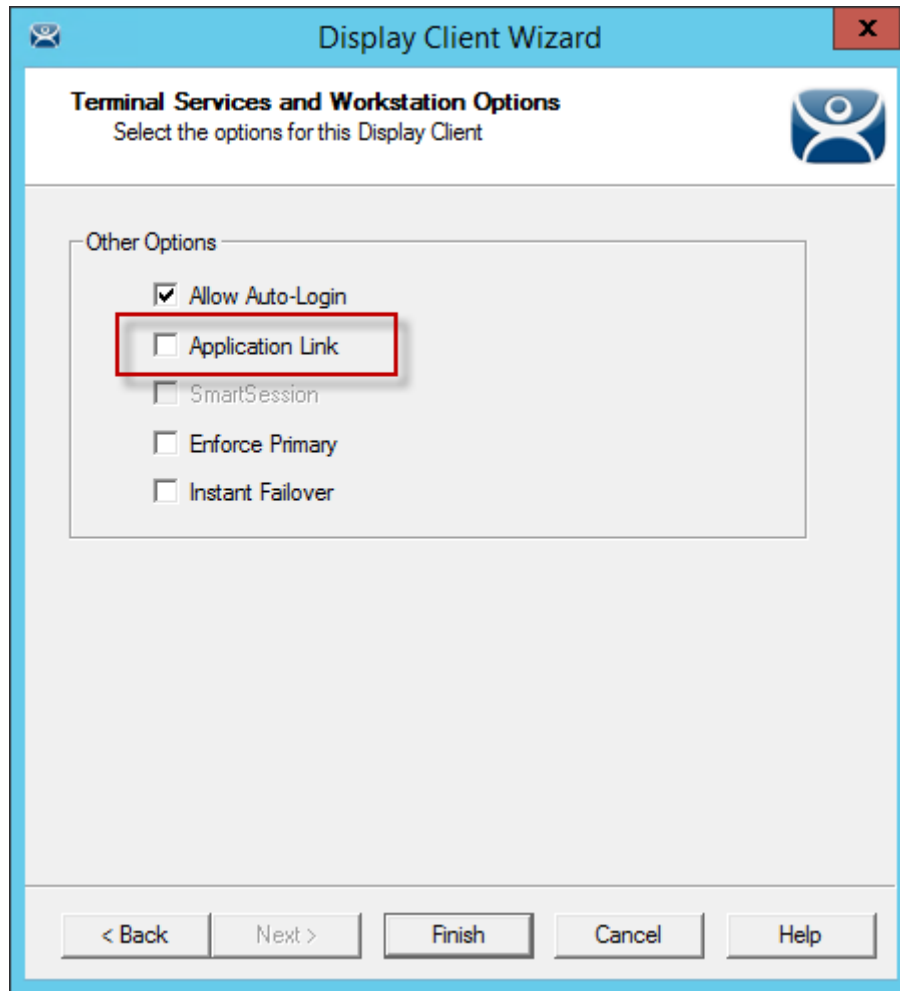 Display Client Wizard
x
Terminal Services and Workstation Options
Select the options for this Display Client
Other Options
Allow Auto-Login
Application Link
SmartSession
Enforce Primary
Instant Failover
< Back Next > Finish Cancel Help